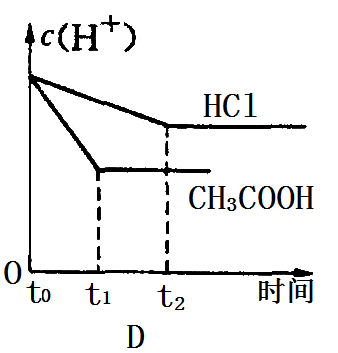 c(H⁺)
HCl
CH₃COOH
O
t₀ t₁ t₂ 时间
D